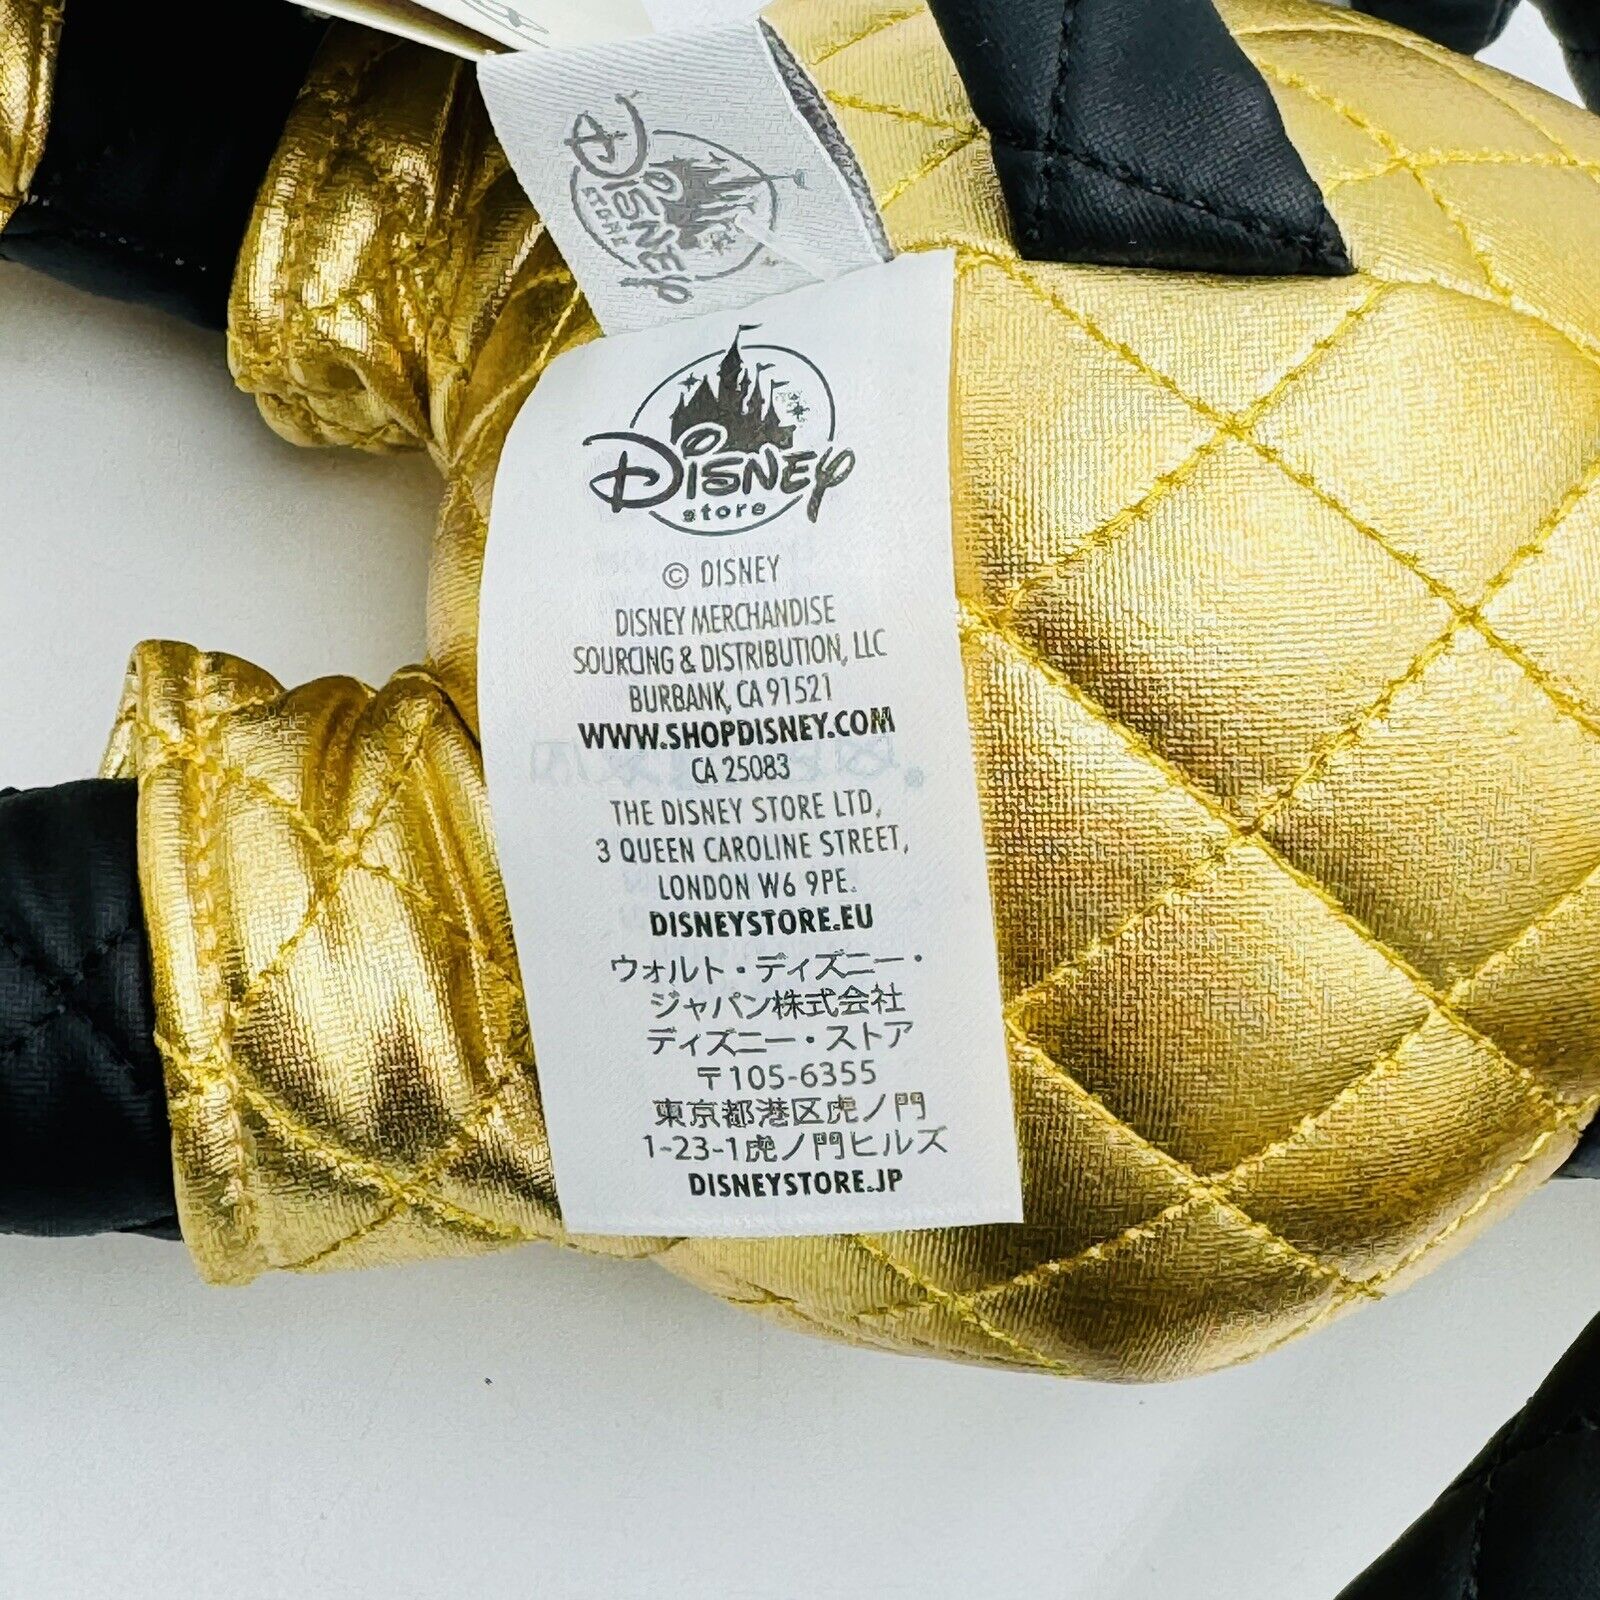 DISNEY
STORE
DISNEY
store
© DISNEY
DISNEY MERCHANDISE
SOURCING & DISTRIBUTION, LLC
BURBANK, CA 91521
WWW.SHOPDISNEY.COM
CA 25083
THE DISNEY STORE LTD,
3 QUEEN CAROLINE STREET,
LONDON W6 9PE.
DISNEYSTORE.EU
ウォルト・ディズニー・
ジャパン株式会社
ディズニー・ストア
〒105-6355
東京都港区虎ノ門
1-23-1虎ノ門ヒルズ
DISNEYSTORE.JP